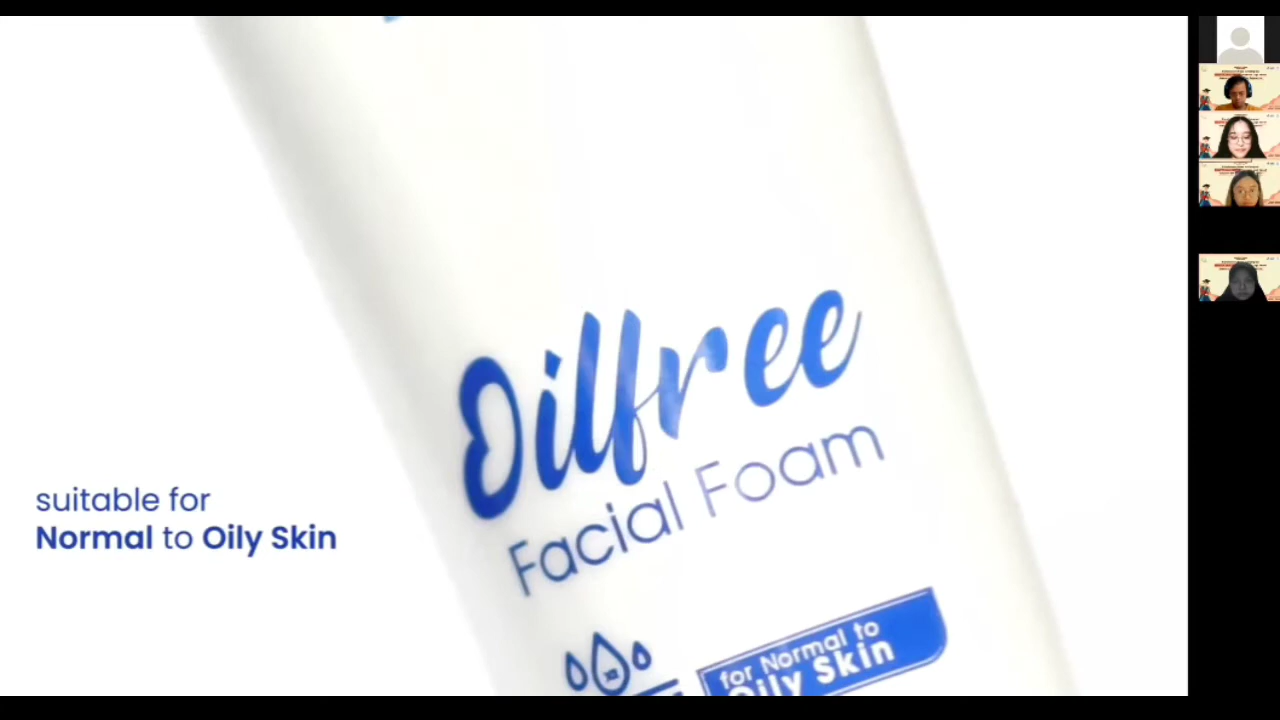 Oilfree
Facial Foam
suitable for
Normal to Oily Skin
for Normal to
Oily Skin